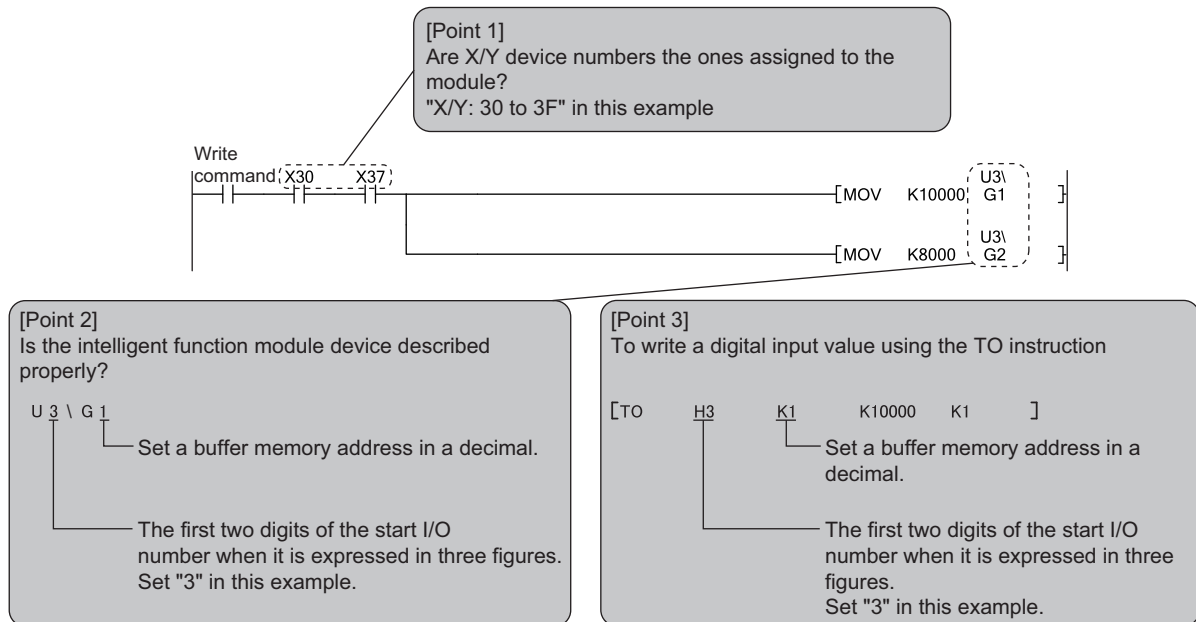 [Point 1]
Are X/Y device numbers the ones assigned to the
module?
"X/Y: 30 to 3F" in this example
Write
command X30 X37
U3\
[MOV K10000 G1 ]
U3\
[MOV K8000 G2 ]
[Point 2]
Is the intelligent function module device described
properly?
U 3 \ G 1
Set a buffer memory address in a decimal.
The first two digits of the start I/O
number when it is expressed in three figures.
Set "3" in this example.
[Point 3]
To write a digital input value using the TO instruction
[TO H3 K1 K10000 K1 ]
Set a buffer memory address in a
decimal.
The first two digits of the start I/O
number when it is expressed in three
figures.
Set "3" in this example.